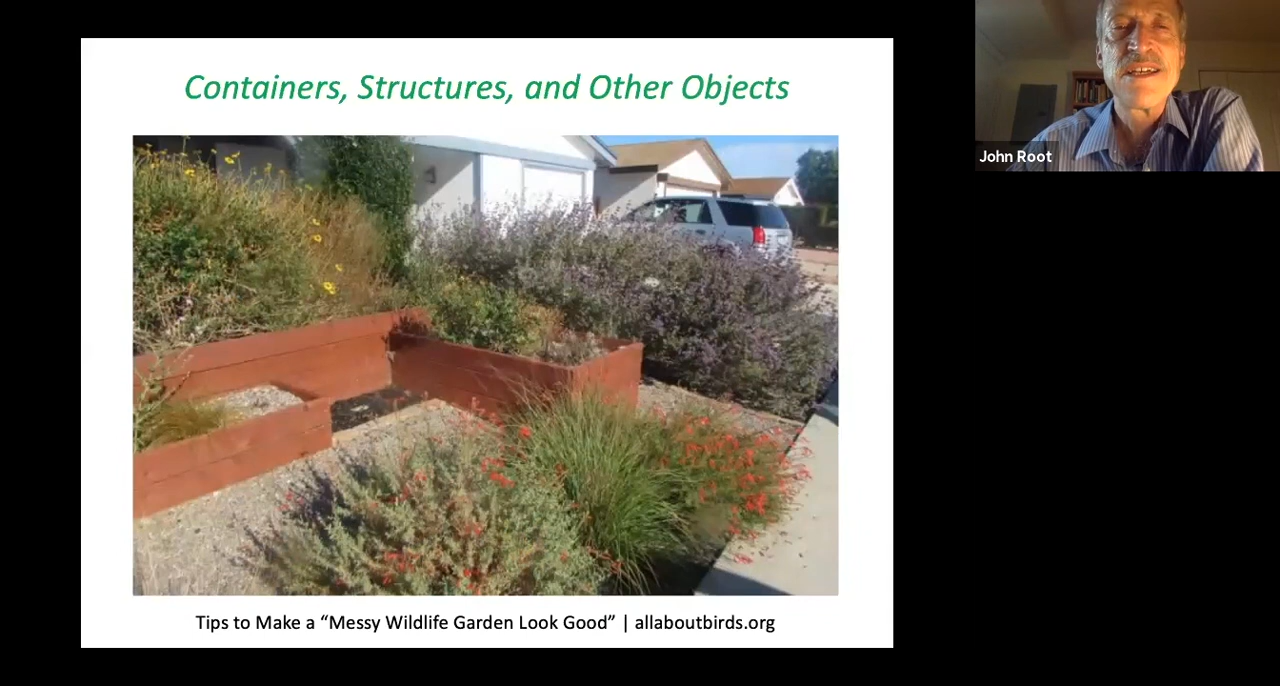 Containers, Structures, and Other Objects
John Root
Tips to Make a “Messy Wildlife Garden Look Good” | allaboutbirds.org